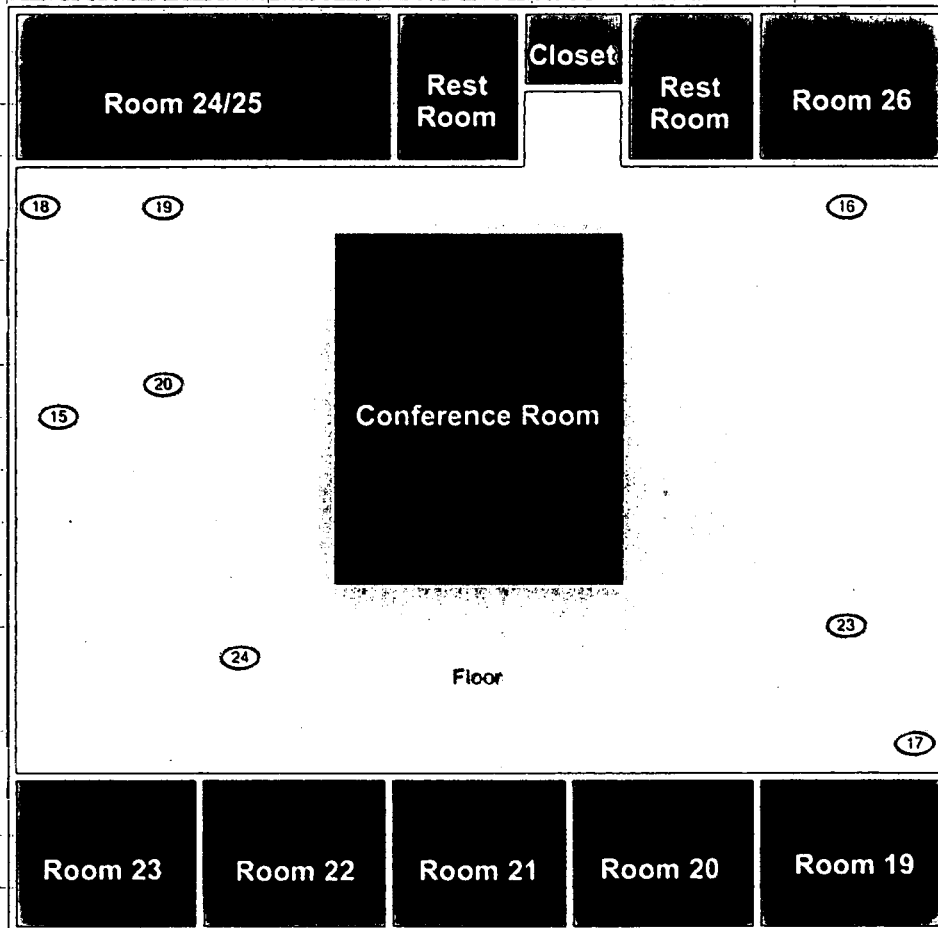 Closet
Room 24/25
Rest
Room
Rest
Room
Room 26
18
19
16
20
15
Conference Room
23
24
Floor
17
Room 23
Room 22
Room 21
Room 20
Room 19